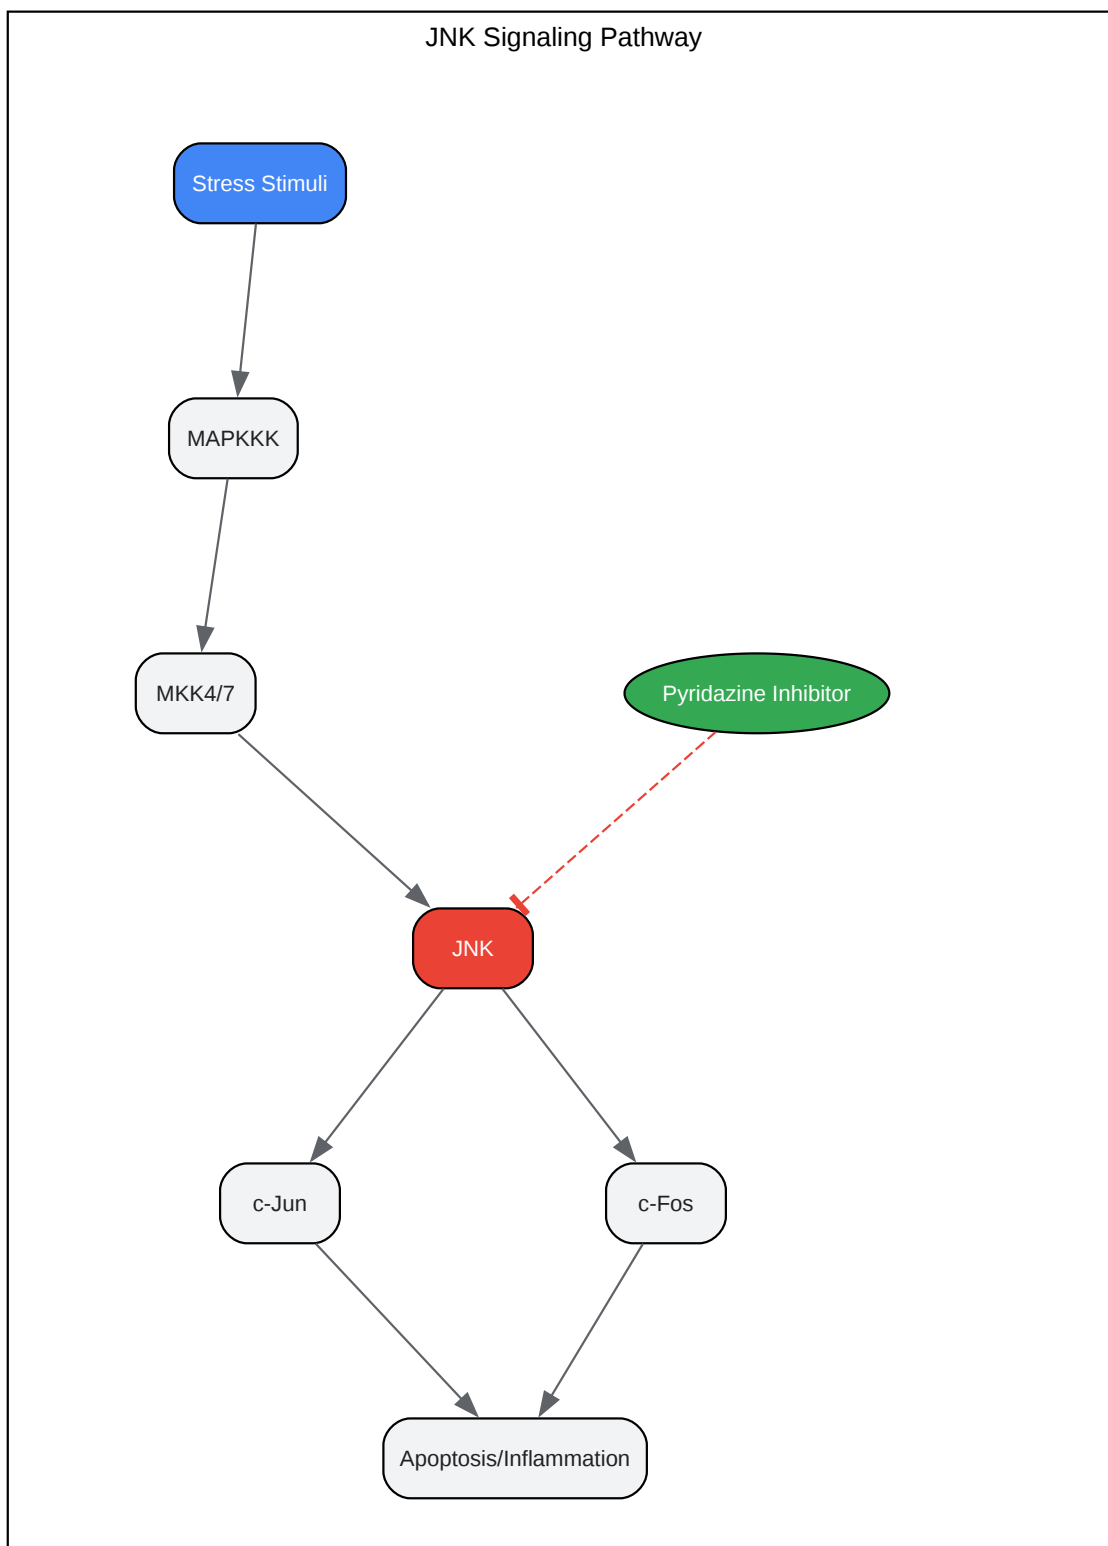 JNK Signaling Pathway
Stress Stimuli
MAPKKK
MKK4/7
Pyridazine Inhibitor
JNK
c-Jun
c-Fos
Apoptosis/Inflammation